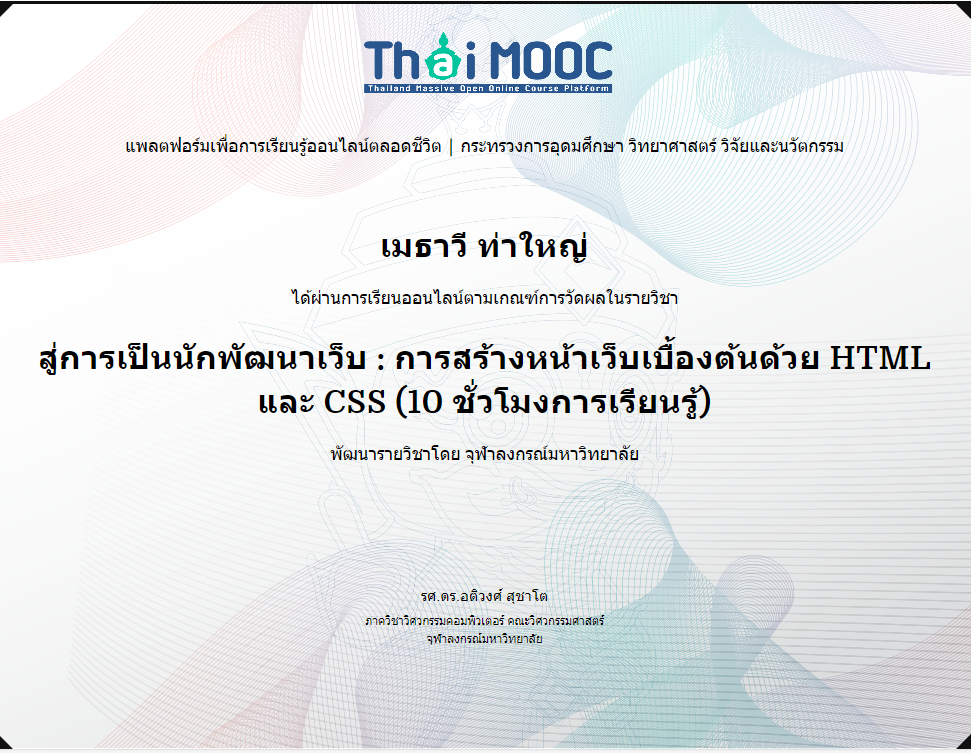 Thai MOOC
Thailand Massive Open Online Course Platform
แพลตฟอร์มเพื่อการเรียนรู้ออนไลน์ตลอดชีวิต | กระทรวงการอุดมศึกษา วิทยาศาสตร์ วิจัยและนวัตกรรม
เมธาวี ท่าใหญ่
ได้ผ่านการเรียนออนไลน์ตามเกณฑ์การวัดผลในรายวิชา
สู่การเป็นนักพัฒนาเว็บ : การสร้างหน้าเว็บเบื้องต้นด้วย HTML
และ CSS (10 ชั่วโมงการเรียนรู้)
พัฒนารายวิชาโดย จุฬาลงกรณ์มหาวิทยาลัย
รศ.ดร.อติวงศ์ สุชาโต
ภาควิชาวิศวกรรมคอมพิวเตอร์ คณะวิศวกรรมศาสตร์
จุฬาลงกรณ์มหาวิทยาลัย